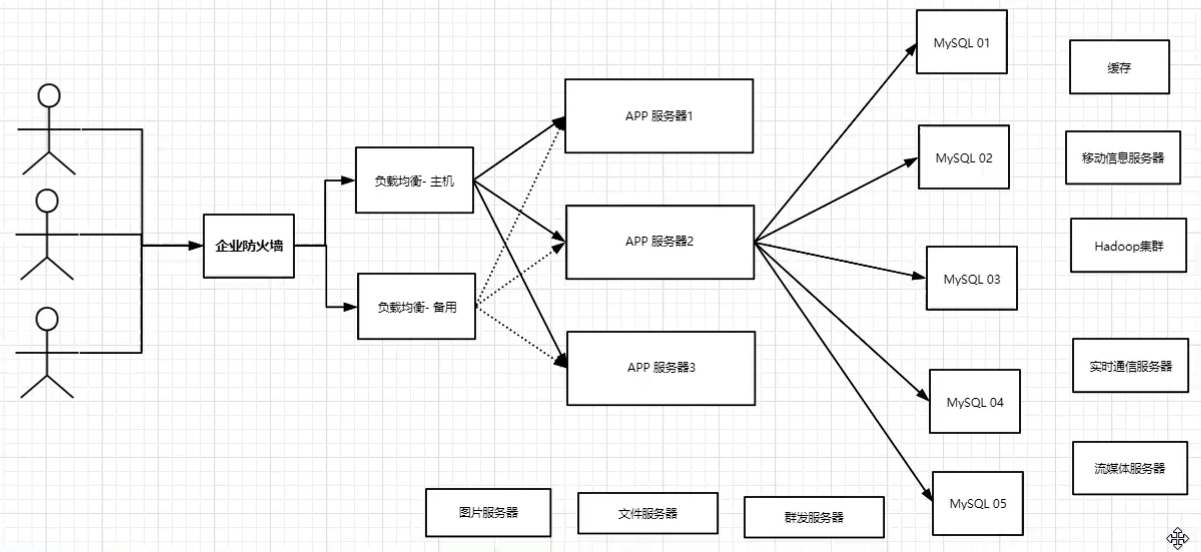 企业防火墙
负载均衡- 主机
负载均衡- 备用
APP 服务器1
APP 服务器2
APP 服务器3
MySQL 01
MySQL 02
MySQL 03
MySQL 04
MySQL 05
缓存
移动信息服务器
Hadoop集群
实时通信服务器
流媒体服务器
图片服务器
文件服务器
群发服务器